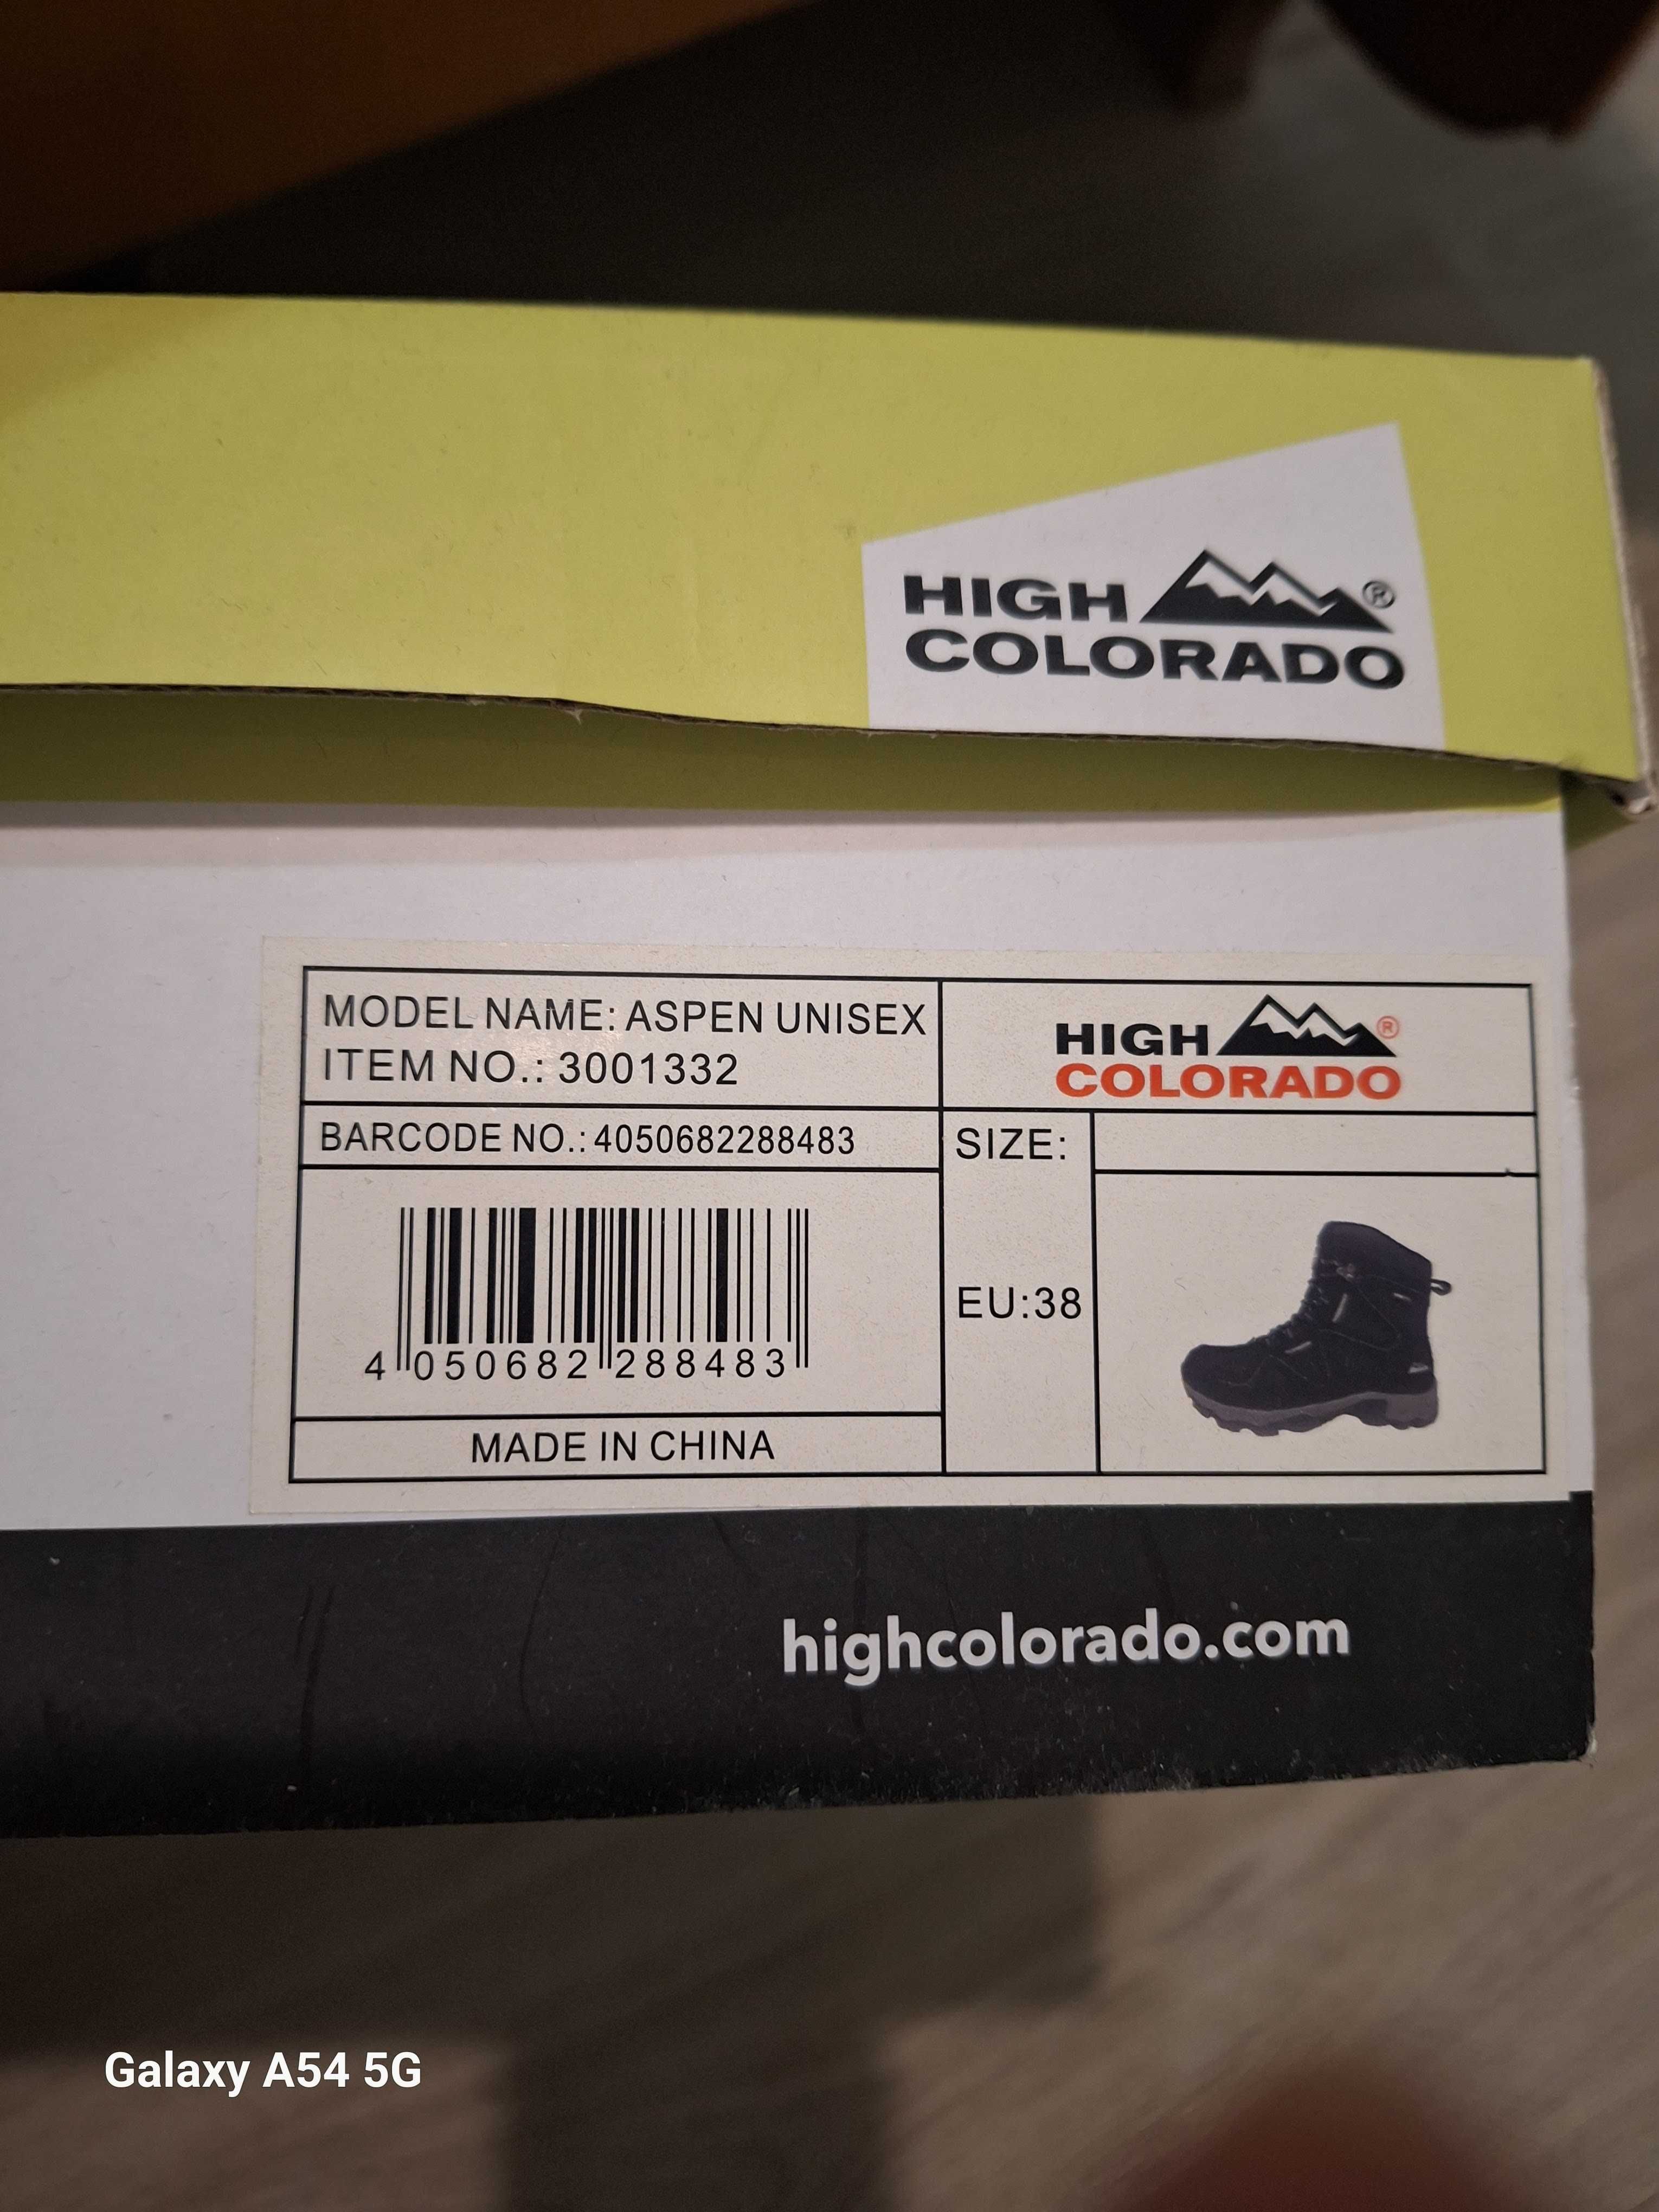 HIGH
COLORADO
®
MODEL NAME: ASPEN UNISEX
ITEM NO.: 3001332
HIGH
COLORADO
®
BARCODE NO.: 4050682288483
SIZE:
EU:38
4 050682 288483
MADE IN CHINA
highcolorado.com
Galaxy A54 5G